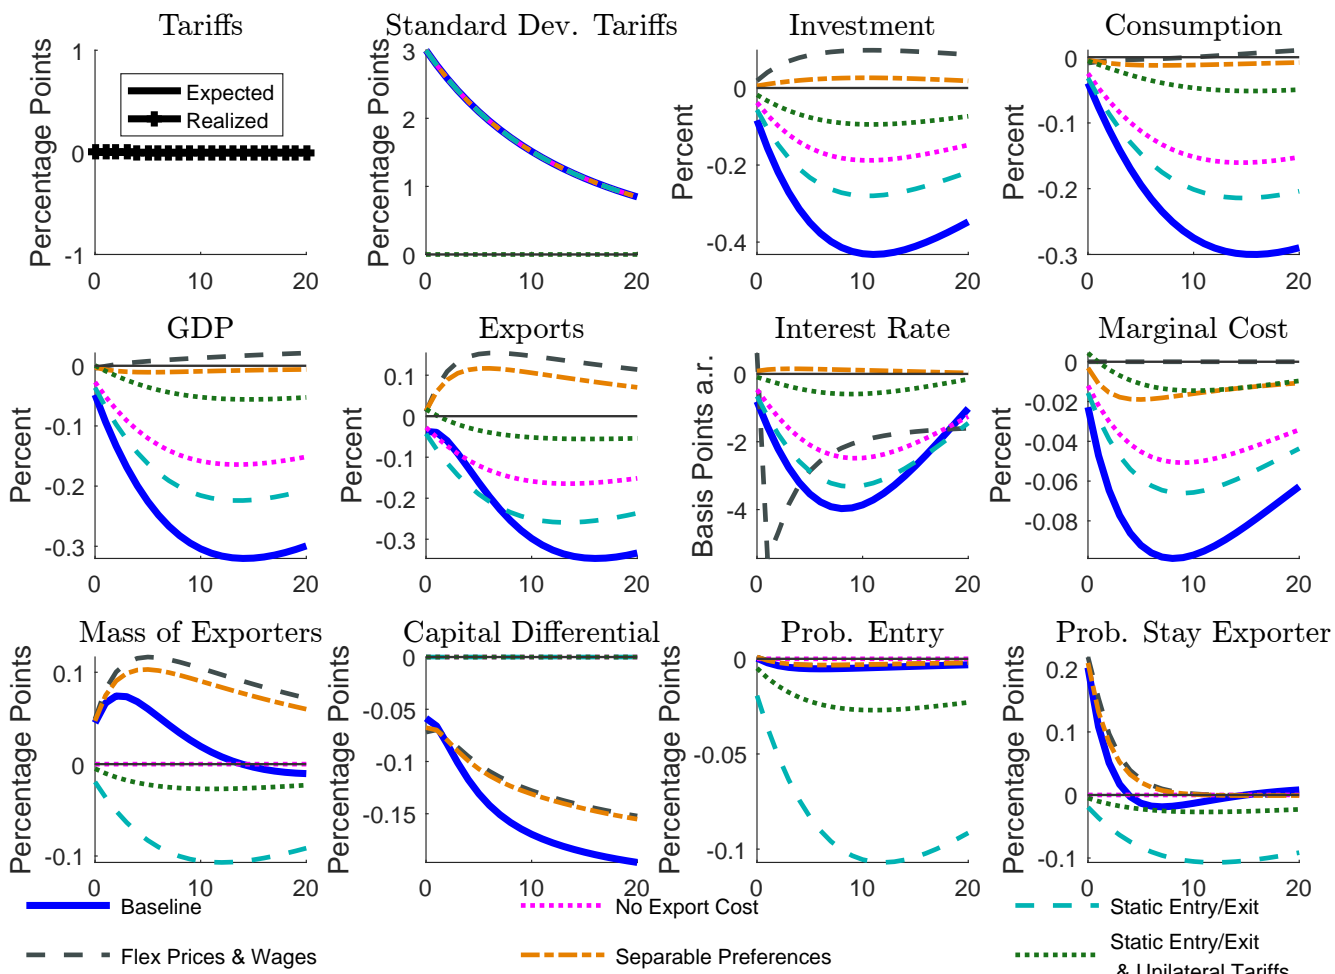 Tariffs
Standard Dev. Tariffs
Investment
Consumption
Percentage Points
1
0
-1
Expected
Realized
0
10
20
Percentage Points
3
2
1
0
0
10
20
Percent
0
-0.2
-0.4
0
10
20
Percent
0
-0.1
-0.2
-0.3
0
10
20
GDP
Exports
Interest Rate
Marginal Cost
Percent
0
-0.1
-0.2
-0.3
0
10
20
Percent
0.1
0
-0.1
-0.2
-0.3
0
10
20
Basis Points a.r.
0
-2
-4
0
10
20
Percent
0
-0.02
-0.04
-0.06
-0.08
0
10
20
Mass of Exporters
Capital Differential
Prob. Entry
Prob. Stay Exporter
Percentage Points
0.1
0
-0.1
0
10
20
Percentage Points
0
-0.05
-0.1
-0.15
0
10
20
Percentage Points
0
-0.05
-0.1
0
10
20
Percentage Points
0.2
0.1
0
-0.1
0
10
20
Baseline
No Export Cost
Static Entry/Exit
Flex Prices & Wages
Separable Preferences
Static Entry/Exit
& Unilateral Tariffs